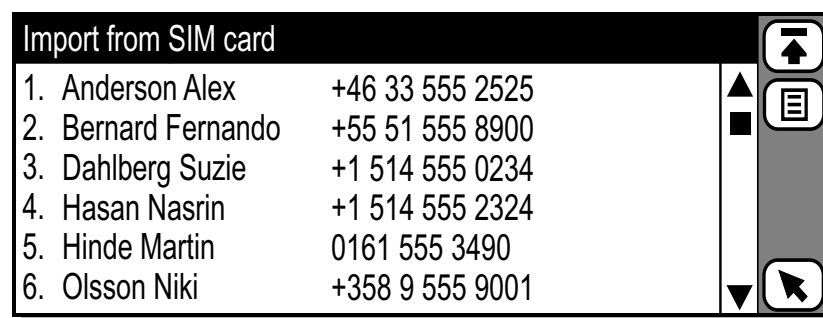 Import from SIM card
1. Anderson Alex +46 33 555 2525
2. Bernard Fernando +55 51 555 8900
3. Dahlberg Suzie +1 514 555 0234
4. Hasan Nasrin +1 514 555 2324
5. Hinde Martin 0161 555 3490
6. Olsson Niki +358 9 555 9001